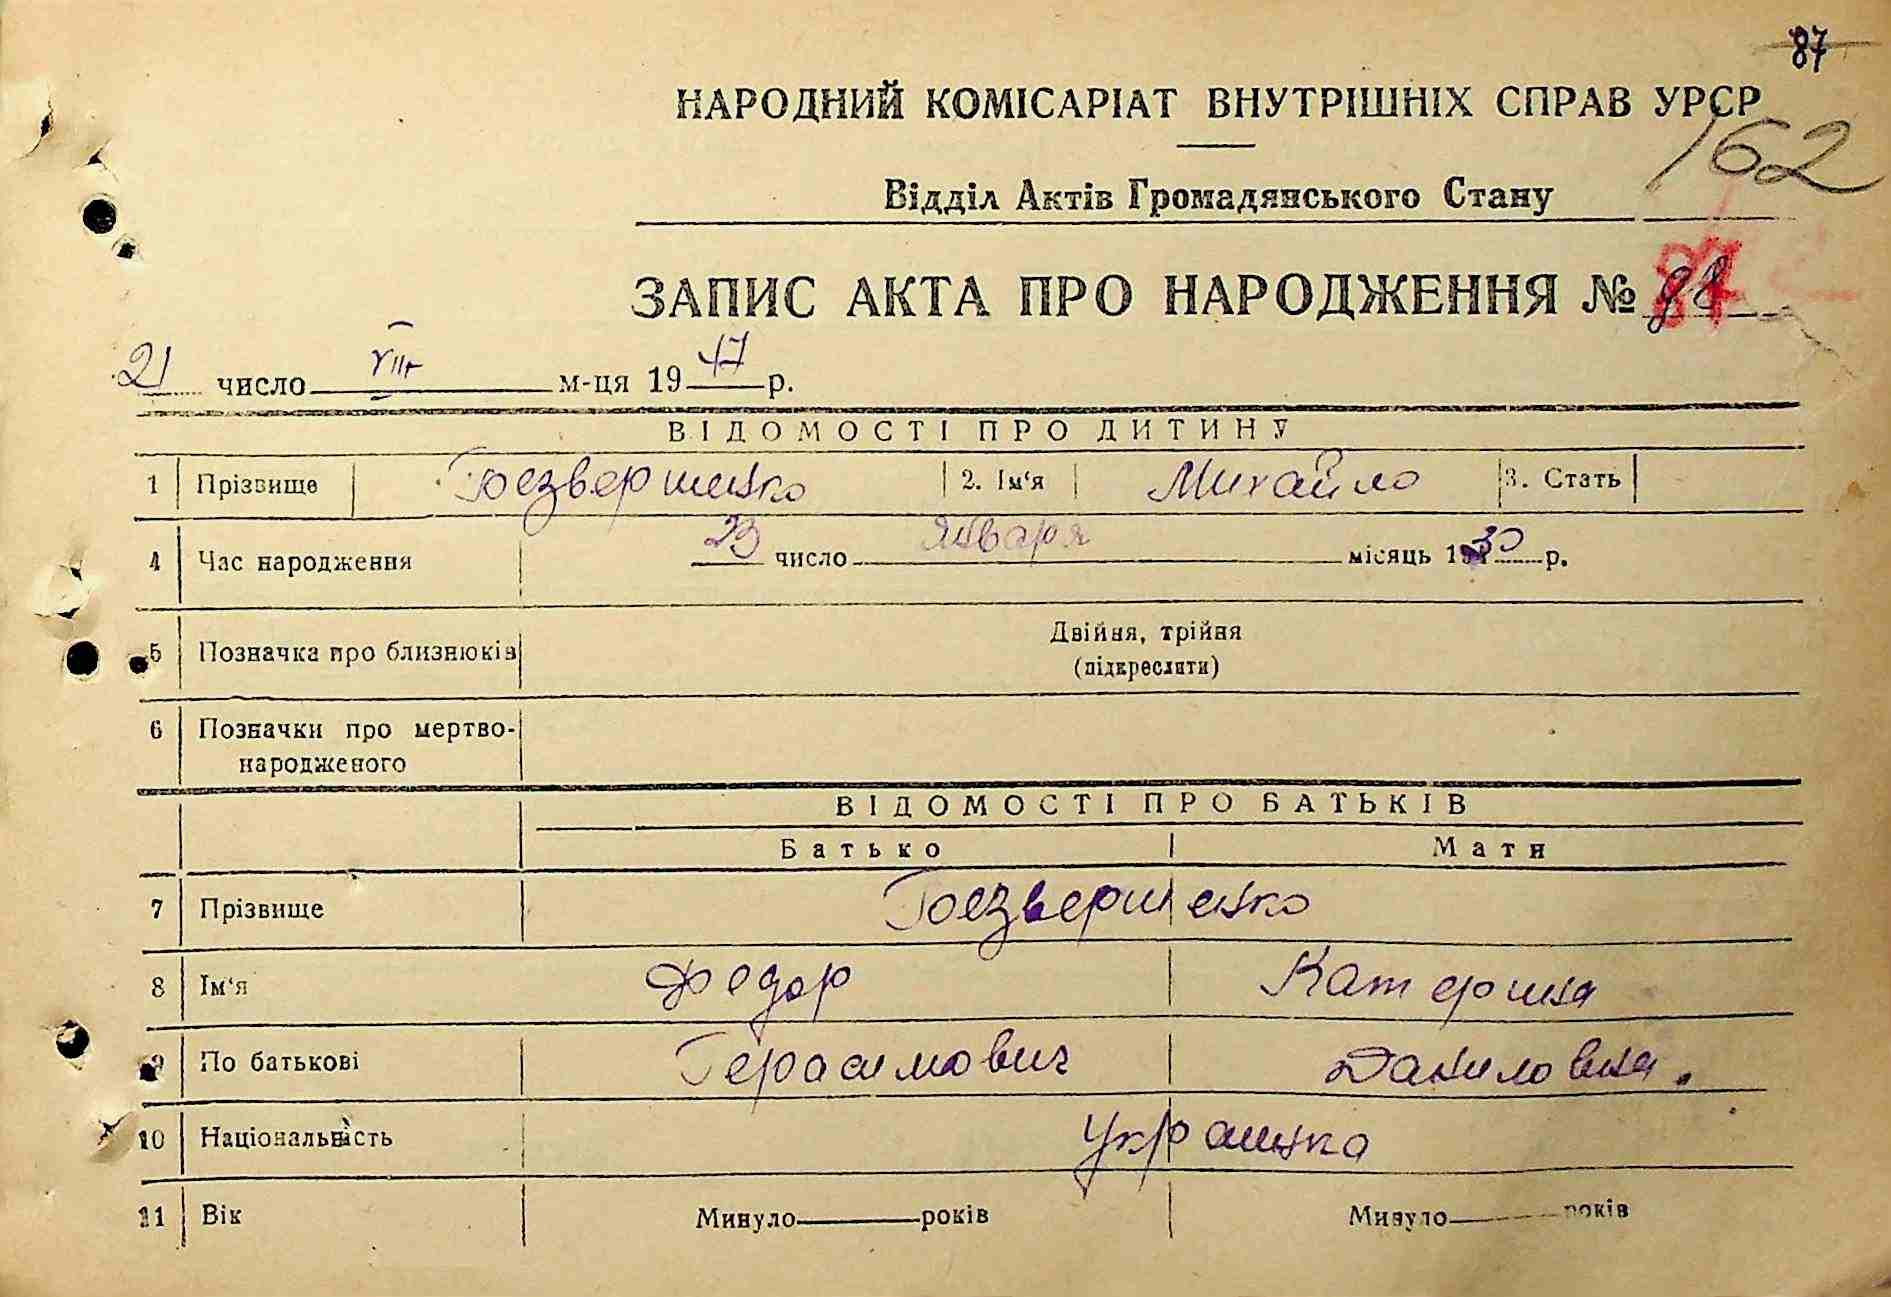 87
НАРОДНИЙ КОМІСАРІАТ ВНУТРІШНІХ СПРАВ УРСР
162
Відділ Актів Громадянського Стану
ЗАПИС АКТА ПРО НАРОДЖЕННЯ №
21 число VIII м-ця 1947 р.
ВІДОМОСТІ ПРО ДИТИНУ
1 Прізвище Безвершенко 2. Ім'я Михайло 3. Стать
4 Час народження 23 число января місяць 1930 р.
5 Позначка про близнюків Двійня, трійня
(підкреслити)
6 Позначки про мертво-
народженого
ВІДОМОСТІ ПРО БАТЬКІВ
Батько Мати
7 Прізвище Безвершенко
8 Ім'я Федор Катерина
9 По батькові Герасимович Даниловна.
10 Національність Украинка
11 Вік Минуло років Минуло років